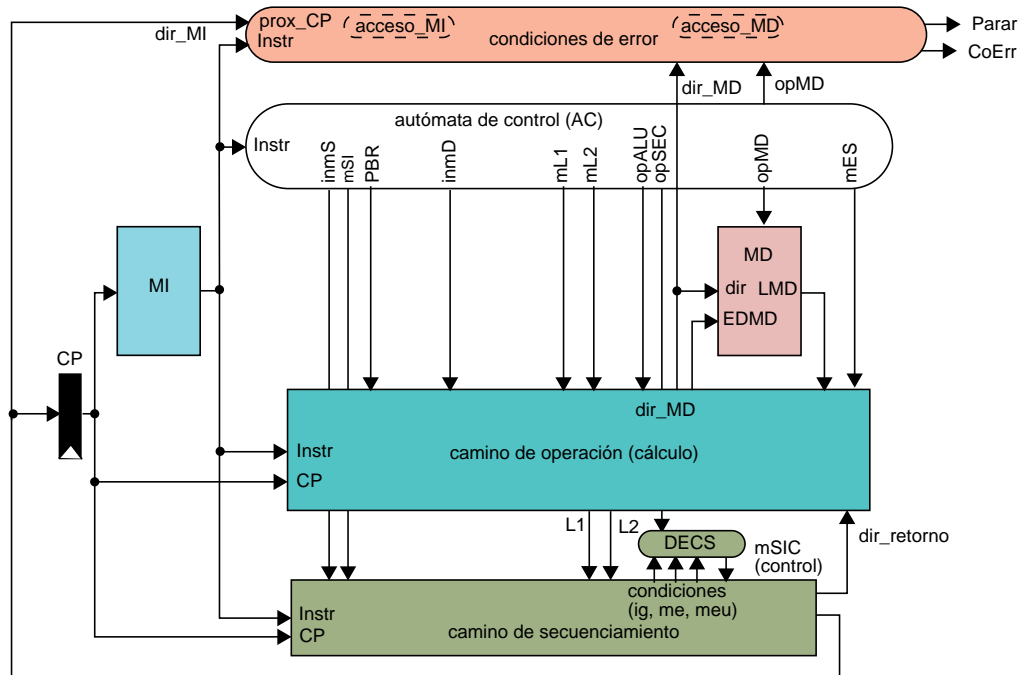 prox_CP
acceso_MI
acceso_MD
Parar
dir_MI
Instr
condiciones de error
CoErr
dir_MD
opMD
autómata de control (AC)
Instr
inmS
mSI
PBR
inmD
mL1
mL2
opALU
opSEC
opMD
mES
MI
MD
dir
LMD
EDMD
CP
dir_MD
Instr
camino de operación (cálculo)
CP
L1
L2
DECS
mSIC
(control)
dir_retorno
condiciones
(ig, me, meu)
Instr
CP
camino de secuenciamiento